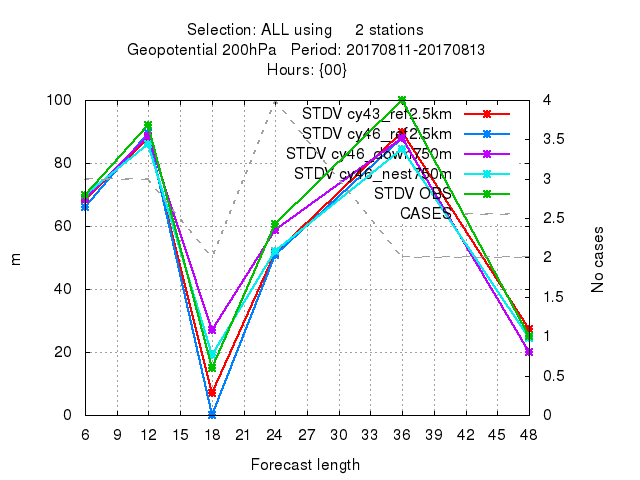 Selection: ALL using 2 stations
Geopotential 200hPa Period: 20170811-20170813
Hours: {00}
STDV cy43_ref2.5km
STDV cy46_ref2.5km
STDV cy46_down750m
STDV cy46_nest750m
STDV OBS
CASES
100
80
60
40
20
0
m
4
3.5
3
2.5
2
1.5
1
0.5
0
No cases
6 9 12 15 18 21 24 27 30 33 36 39 42 45 48
Forecast length